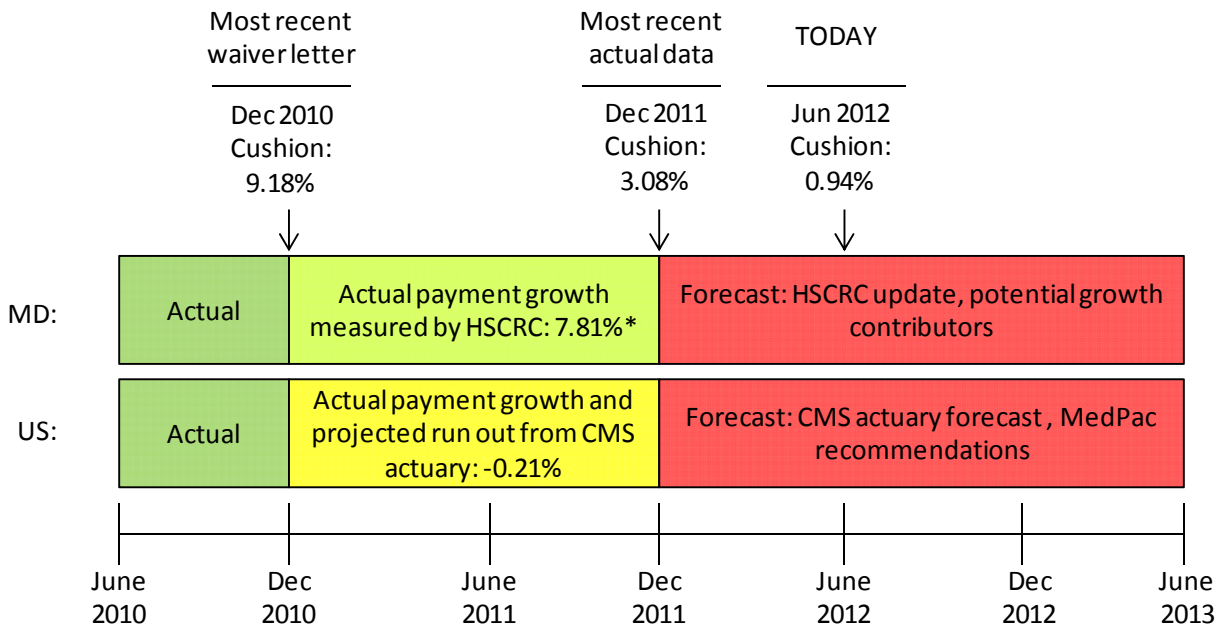 Most recent
waiver letter
Dec 2010
Cushion:
9.18%
Most recent
actual data
Dec 2011
Cushion:
3.08%
TODAY
Jun 2012
Cushion:
0.94%
MD:
Actual
Actual payment growth
measured by HSCRC: 7.81%*
Forecast: HSCRC update, potential growth
contributors
US:
Actual
Actual payment growth and
projected run out from CMS
actuary: -0.21%
Forecast: CMS actuary forecast , MedPac
recommendations
June
2010
Dec
2010
June
2011
Dec
2011
June
2012
Dec
2012
June
2013